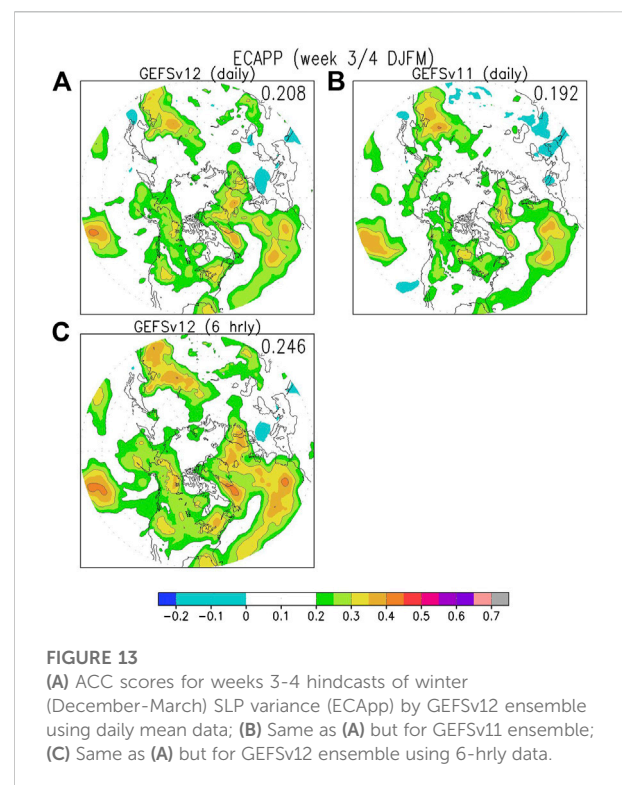 ECAPP (week 3/4 DJFM)
A GEFSv12 (daily) B GEFSv11 (daily)
0.208 0.192
C GEFSv12 (6 hrly)
0.246
-0.2 -0.1 0 0.1 0.2 0.3 0.4 0.5 0.6 0.7
FIGURE 13
(A) ACC scores for weeks 3-4 hindcasts of winter
(December-March) SLP variance (ECApp) by GEFSv12 ensemble
using daily mean data; (B) Same as (A) but for GEFSv11 ensemble;
(C) Same as (A) but for GEFSv12 ensemble using 6-hrly data.